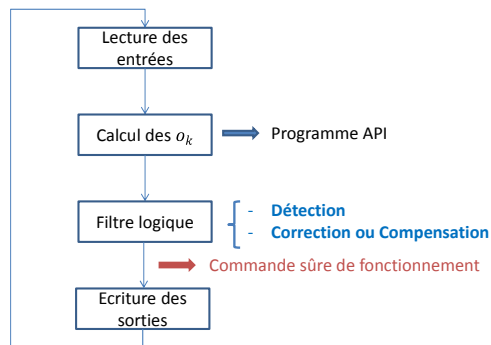 Lecture des
entrées
Calcul des oₖ
Programme API
Filtre logique
- Détection
- Correction ou Compensation
Commande sûre de fonctionnement
Ecriture des
sorties